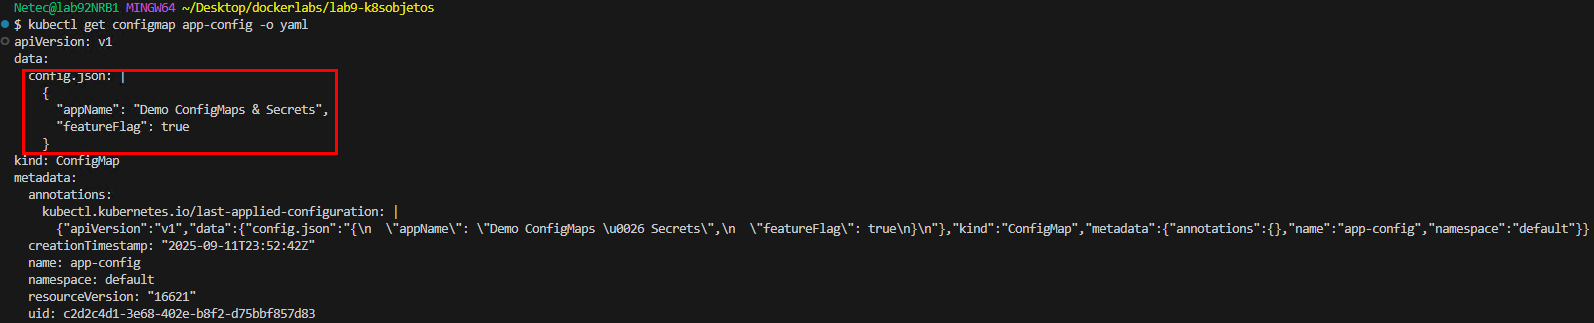 Netec@lab92NRB1 MINGW64 ~/Desktop/dockerlabs/lab9-k8sobjetos
$ kubectl get configmap app-config -o yaml
apiVersion: v1
data:
  config.json: |
    {
      "appName": "Demo ConfigMaps & Secrets",
      "featureFlag": true
    }
kind: ConfigMap
metadata:
  annotations:
    kubectl.kubernetes.io/last-applied-configuration: |
      {"apiVersion":"v1","data":{"config.json":"{\n  \"appName\": \"Demo ConfigMaps \u0026 Secrets\",\n  \"featureFlag\": true\n}\n"},"kind":"ConfigMap","metadata":{"annotations":{},"name":"app-config","namespace":"default"}}
  creationTimestamp: "2025-09-11T23:52:42Z"
  name: app-config
  namespace: default
  resourceVersion: "16621"
  uid: c2d2c4d1-3e68-402e-b8f2-d75bbf857d83